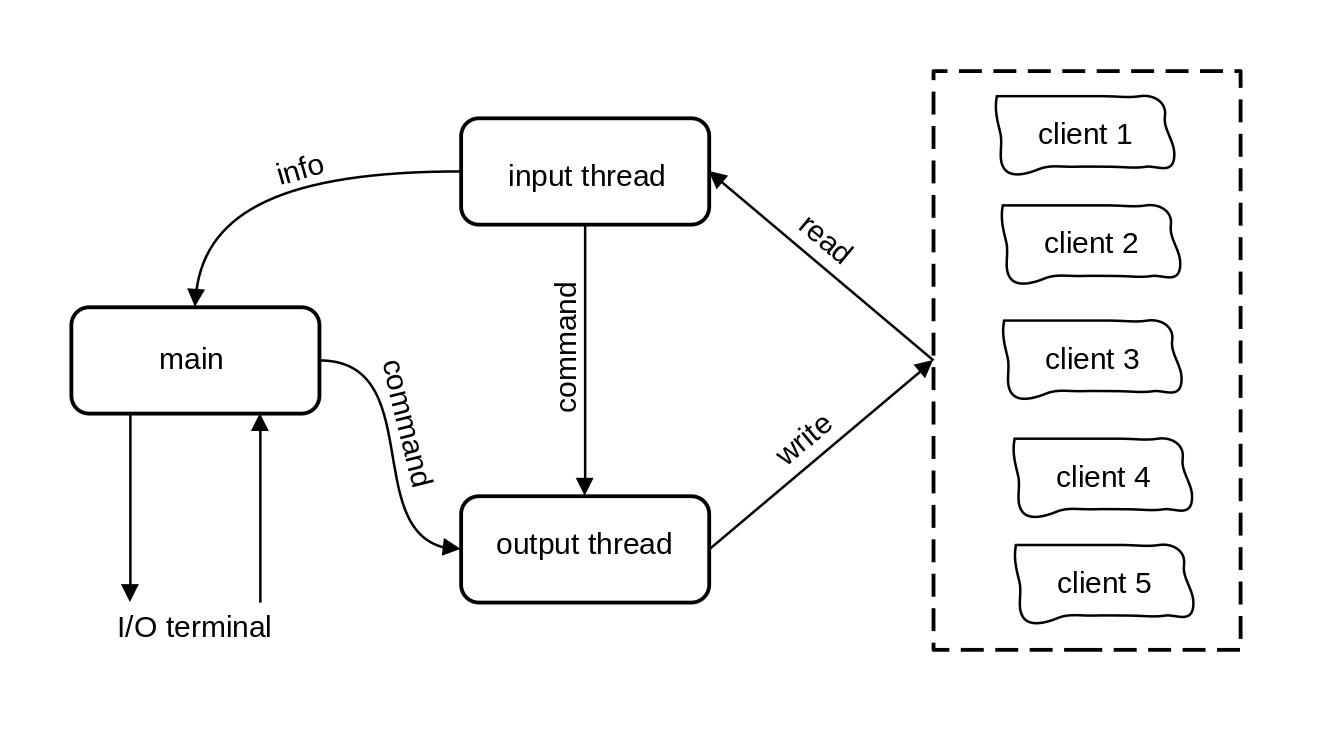 info
input thread
read
client 1
client 2
client 3
client 4
client 5
main
command
command
write
output thread
I/O terminal